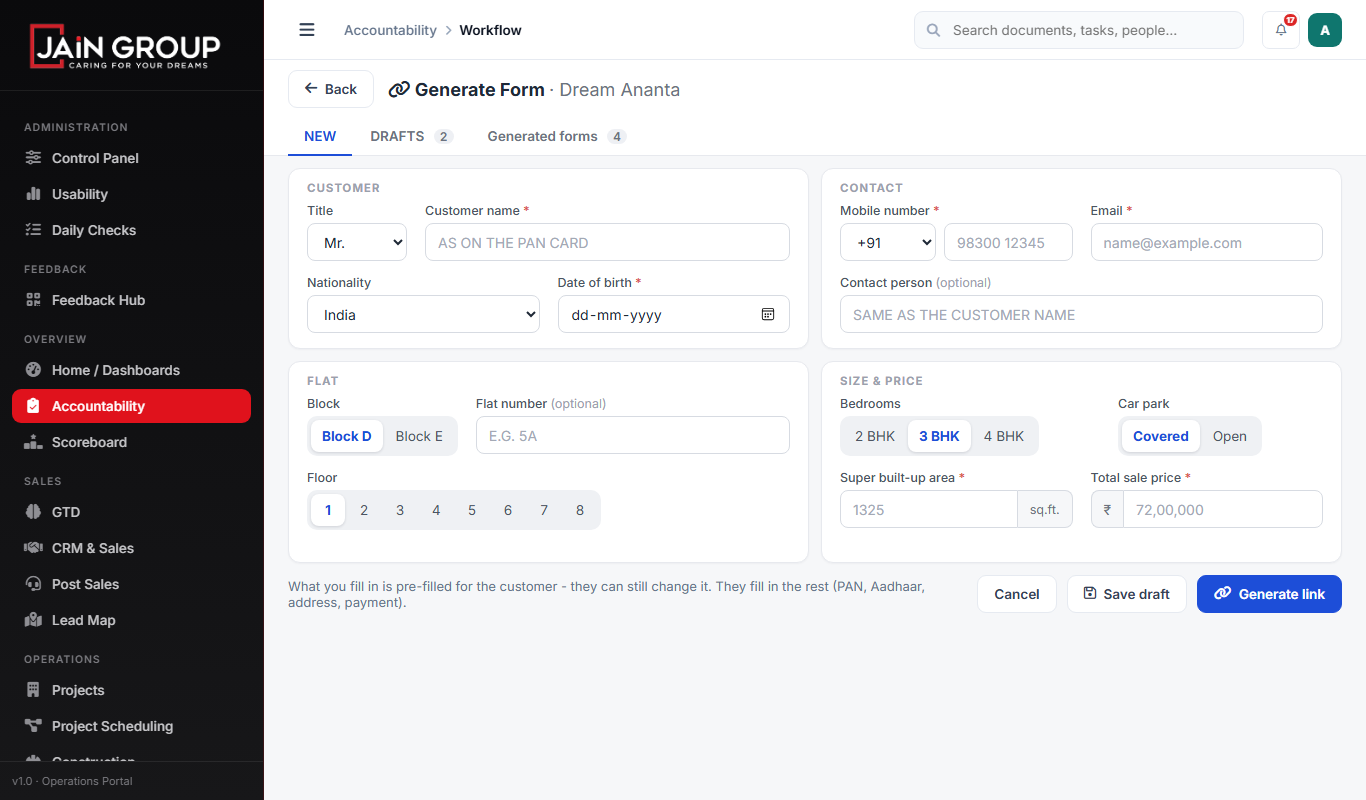 JAiN GROUP
CARING FOR YOUR DREAMS
ADMINISTRATION
Control Panel
Usability
Daily Checks
FEEDBACK
Feedback Hub
OVERVIEW
Home / Dashboards
Accountability
Scoreboard
SALES
GTD
CRM & Sales
Post Sales
Lead Map
OPERATIONS
Projects
Project Scheduling
Construction
v1.0 · Operations Portal
Accountability > Workflow
Search documents, tasks, people...
17
A
Back
Generate Form · Dream Ananta
NEW DRAFTS 2 Generated forms 4
CUSTOMER
Title Customer name *
Mr. AS ON THE PAN CARD
Nationality Date of birth *
India dd-mm-yyyy
CONTACT
Mobile number * Email *
+91 98300 12345 name@example.com
Contact person (optional)
SAME AS THE CUSTOMER NAME
FLAT
Block Flat number (optional)
Block D Block E E.G. 5A
Floor
1 2 3 4 5 6 7 8
SIZE & PRICE
Bedrooms Car park
2 BHK 3 BHK 4 BHK Covered Open
Super built-up area * Total sale price *
1325 sq.ft. ₹ 72,00,000
What you fill in is pre-filled for the customer - they can still change it. They fill in the rest (PAN, Aadhaar,
address, payment).
Cancel Save draft Generate link